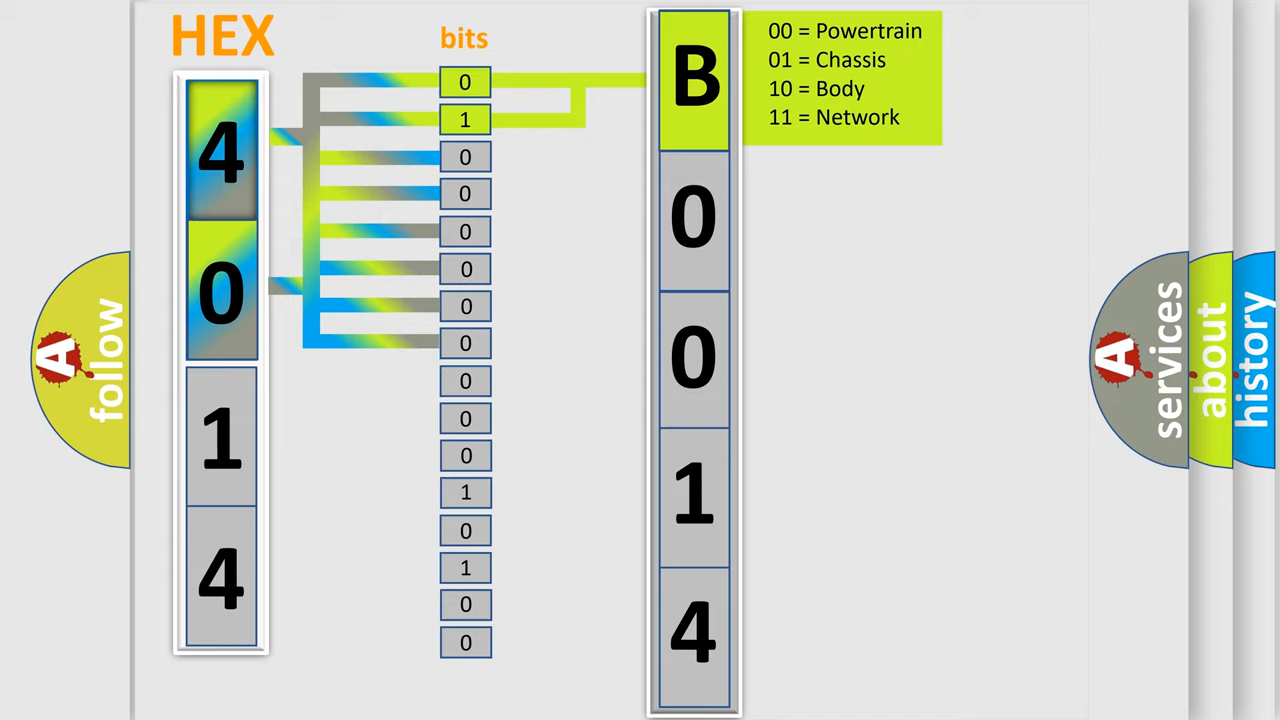 HEX
bits
4
0
1
4
0
1
0
0
0
0
0
0
0
0
0
1
0
1
0
0
B
0
0
1
4
00 = Powertrain
01 = Chassis
10 = Body
11 = Network
A
follow
A
services
about
history